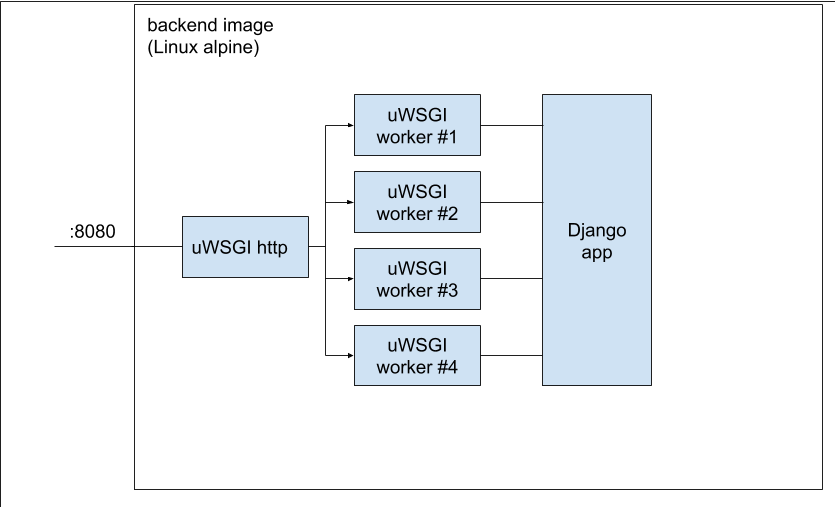 backend image
(Linux alpine)
uWSGI
worker #1
uWSGI
worker #2
:8080
uWSGI http
Django
app
uWSGI
worker #3
uWSGI
worker #4